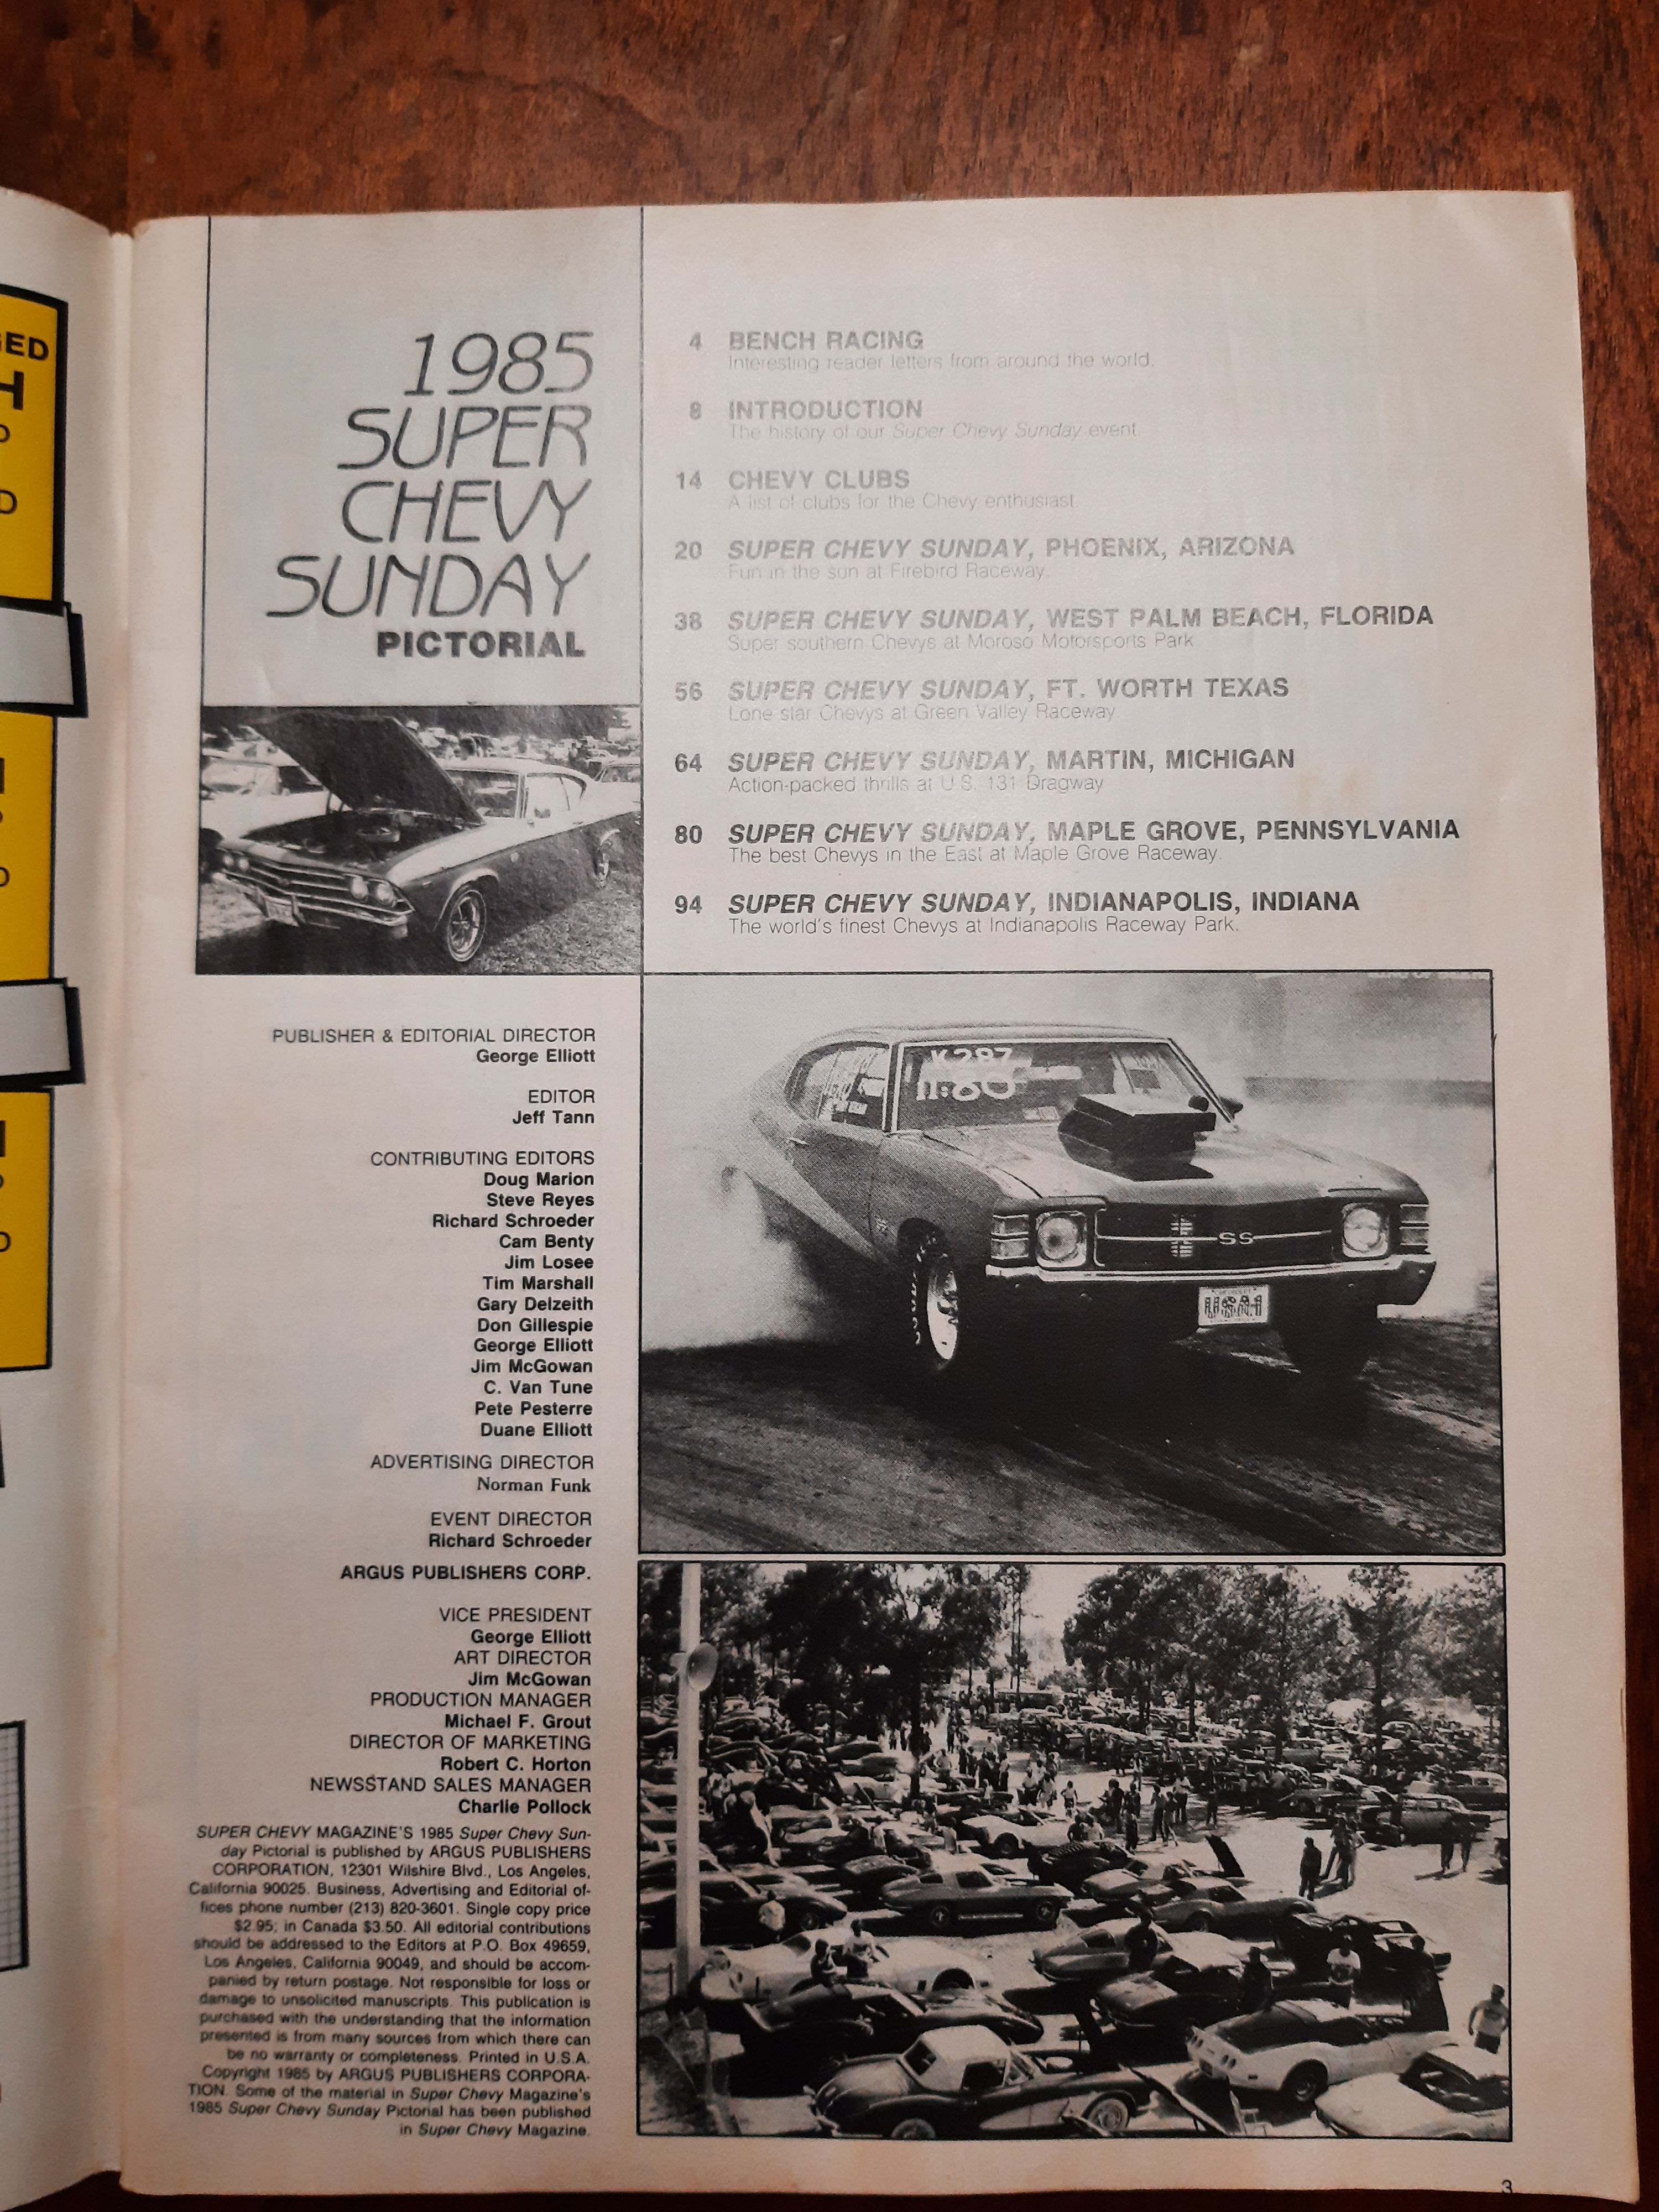 GED
H
1985
SUPER
CHEVY
SUNDAY
PICTORIAL
4 BENCH RACING
Interesting reader letters from around the world.
8 INTRODUCTION
The history of our Super Chevy Sunday event.
14 CHEVY CLUBS
A list of clubs for the Chevy enthusiast.
20 SUPER CHEVY SUNDAY, PHOENIX, ARIZONA
Fun in the sun at Firebird Raceway.
38 SUPER CHEVY SUNDAY, WEST PALM BEACH, FLORIDA
Super southern Chevys at Moroso Motorsports Park
56 SUPER CHEVY SUNDAY, FT. WORTH TEXAS
Lone star Chevys at Green Valley Raceway
64 SUPER CHEVY SUNDAY, MARTIN, MICHIGAN
Action-packed thrills at U.S. 131 Dragway
80 SUPER CHEVY SUNDAY, MAPLE GROVE, PENNSYLVANIA
The best Chevys in the East at Maple Grove Raceway.
94 SUPER CHEVY SUNDAY, INDIANAPOLIS, INDIANA
The world's finest Chevys at Indianapolis Raceway Park.
PUBLISHER & EDITORIAL DIRECTOR
George Elliott
EDITOR
Jeff Tann
CONTRIBUTING EDITORS
Doug Marion
Steve Reyes
Richard Schroeder
Cam Benty
Jim Losee
Tim Marshall
Gary Delzeith
Don Gillespie
George Elliott
Jim McGowan
C. Van Tune
Pete Pesterre
Duane Elliott
ADVERTISING DIRECTOR
Norman Funk
EVENT DIRECTOR
Richard Schroeder
ARGUS PUBLISHERS CORP.
VICE PRESIDENT
George Elliott
ART DIRECTOR
Jim McGowan
PRODUCTION MANAGER
Michael F. Grout
DIRECTOR OF MARKETING
Robert C. Horton
NEWSSTAND SALES MANAGER
Charlie Pollock
SUPER CHEVY MAGAZINE'S 1985 Super Chevy Sun-
day Pictorial is published by ARGUS PUBLISHERS
CORPORATION, 12301 Wilshire Blvd., Los Angeles,
California 90025. Business, Advertising and Editorial of-
fices phone number (213) 820-3601. Single copy price
$2.95; in Canada $3.50. All editorial contributions
should be addressed to the Editors at P.O. Box 49659,
Los Angeles, California 90049, and should be accom-
panied by return postage. Not responsible for loss or
damage to unsolicited manuscripts. This publication is
purchased with the understanding that the information
presented is from many sources from which there can
be no warranty or completeness. Printed in U.S.A.
Copyright 1985 by ARGUS PUBLISHERS CORPORA-
TION. Some of the material in Super Chevy Magazine's
1985 Super Chevy Sunday Pictorial has been published
in Super Chevy Magazine.
K287
11.80
SS
USA1
3